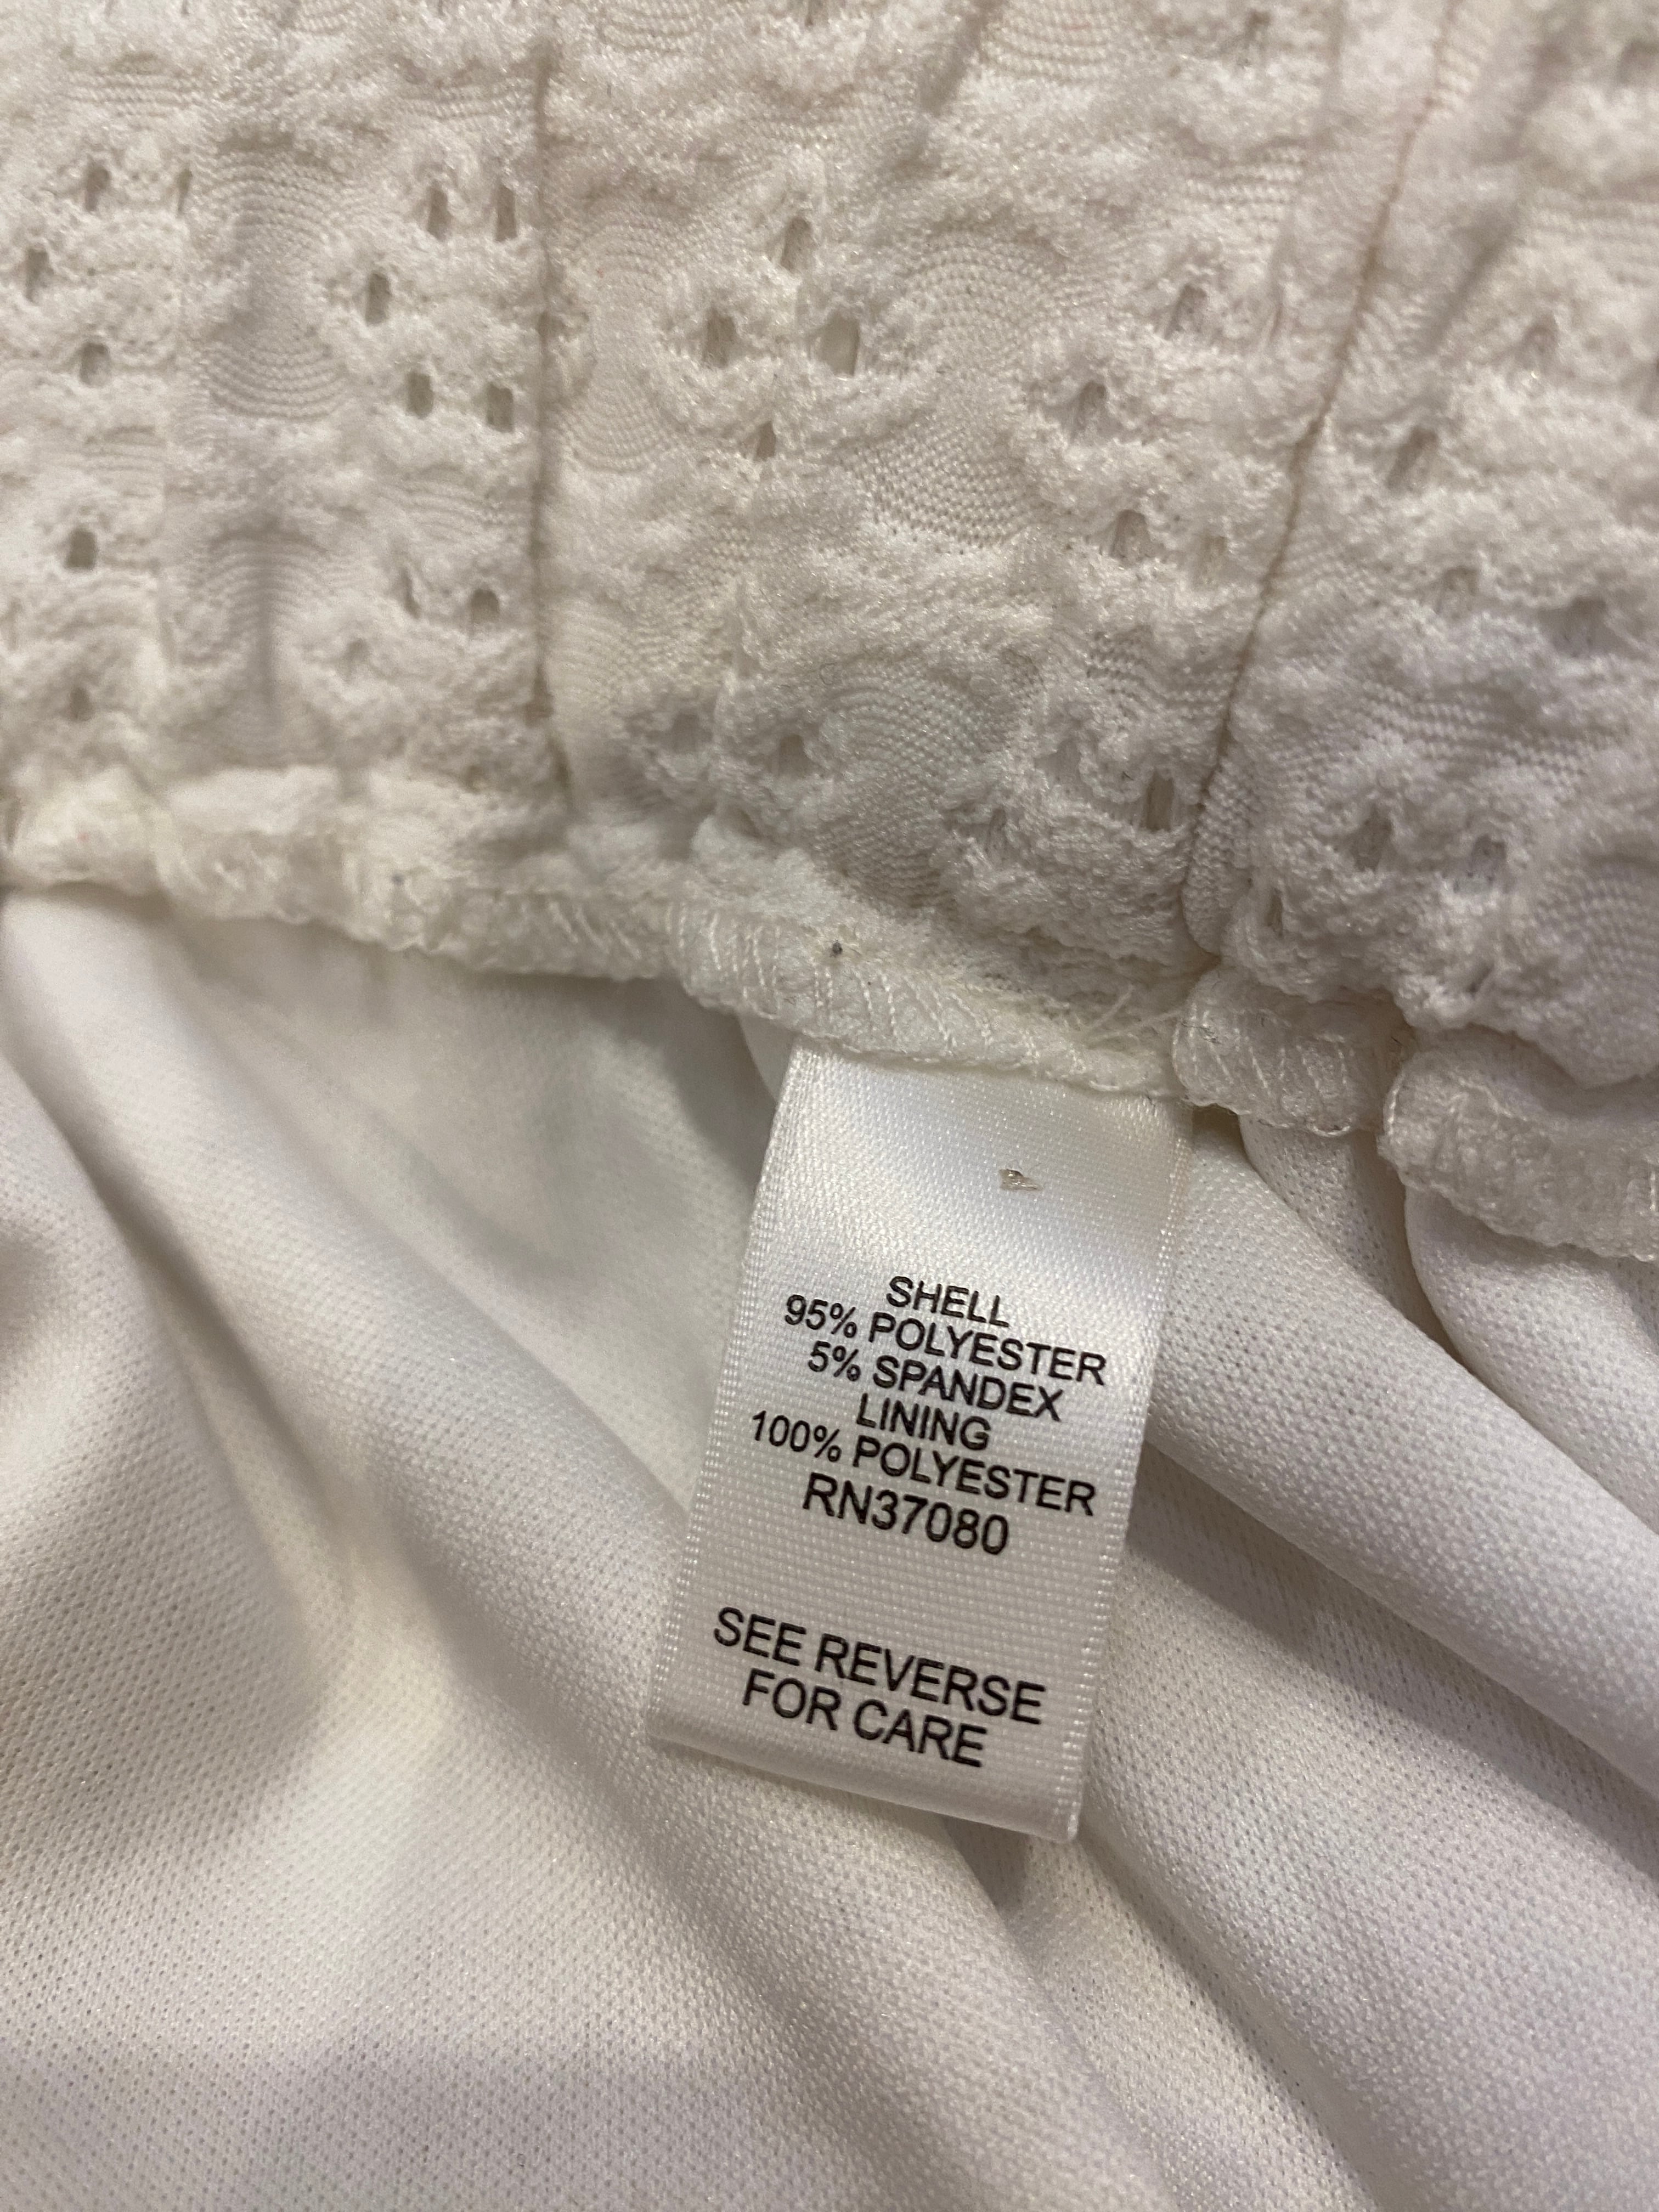 SHELL
95% POLYESTER
5% SPANDEX
LINING
100% POLYESTER
RN37080
SEE REVERSE
FOR CARE